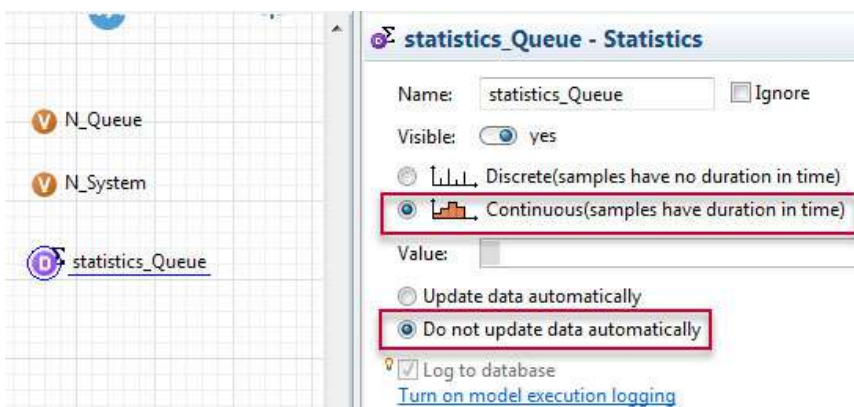 N_Queue
N_System
statistics_Queue
statistics_Queue - Statistics
Name: statistics_Queue Ignore
Visible: yes
Discrete(samples have no duration in time)
Continuous(samples have duration in time)
Value:
Update data automatically
Do not update data automatically
Log to database
Turn on model execution logging